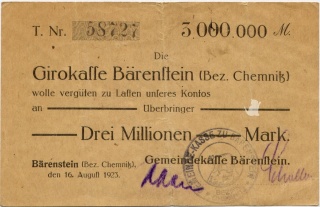 T. Nr. 58727 3.000.000 M.
Die
Girokasse Bärenstein (Bez. Chemnitz)
wolle vergüten zu Lasten unseres Kontos
an Überbringer
Drei Millionen Mark.
Bärenstein (Bez. Chemnitz),
den 16. August 1923.
Gemeindekasse Bärenstein.